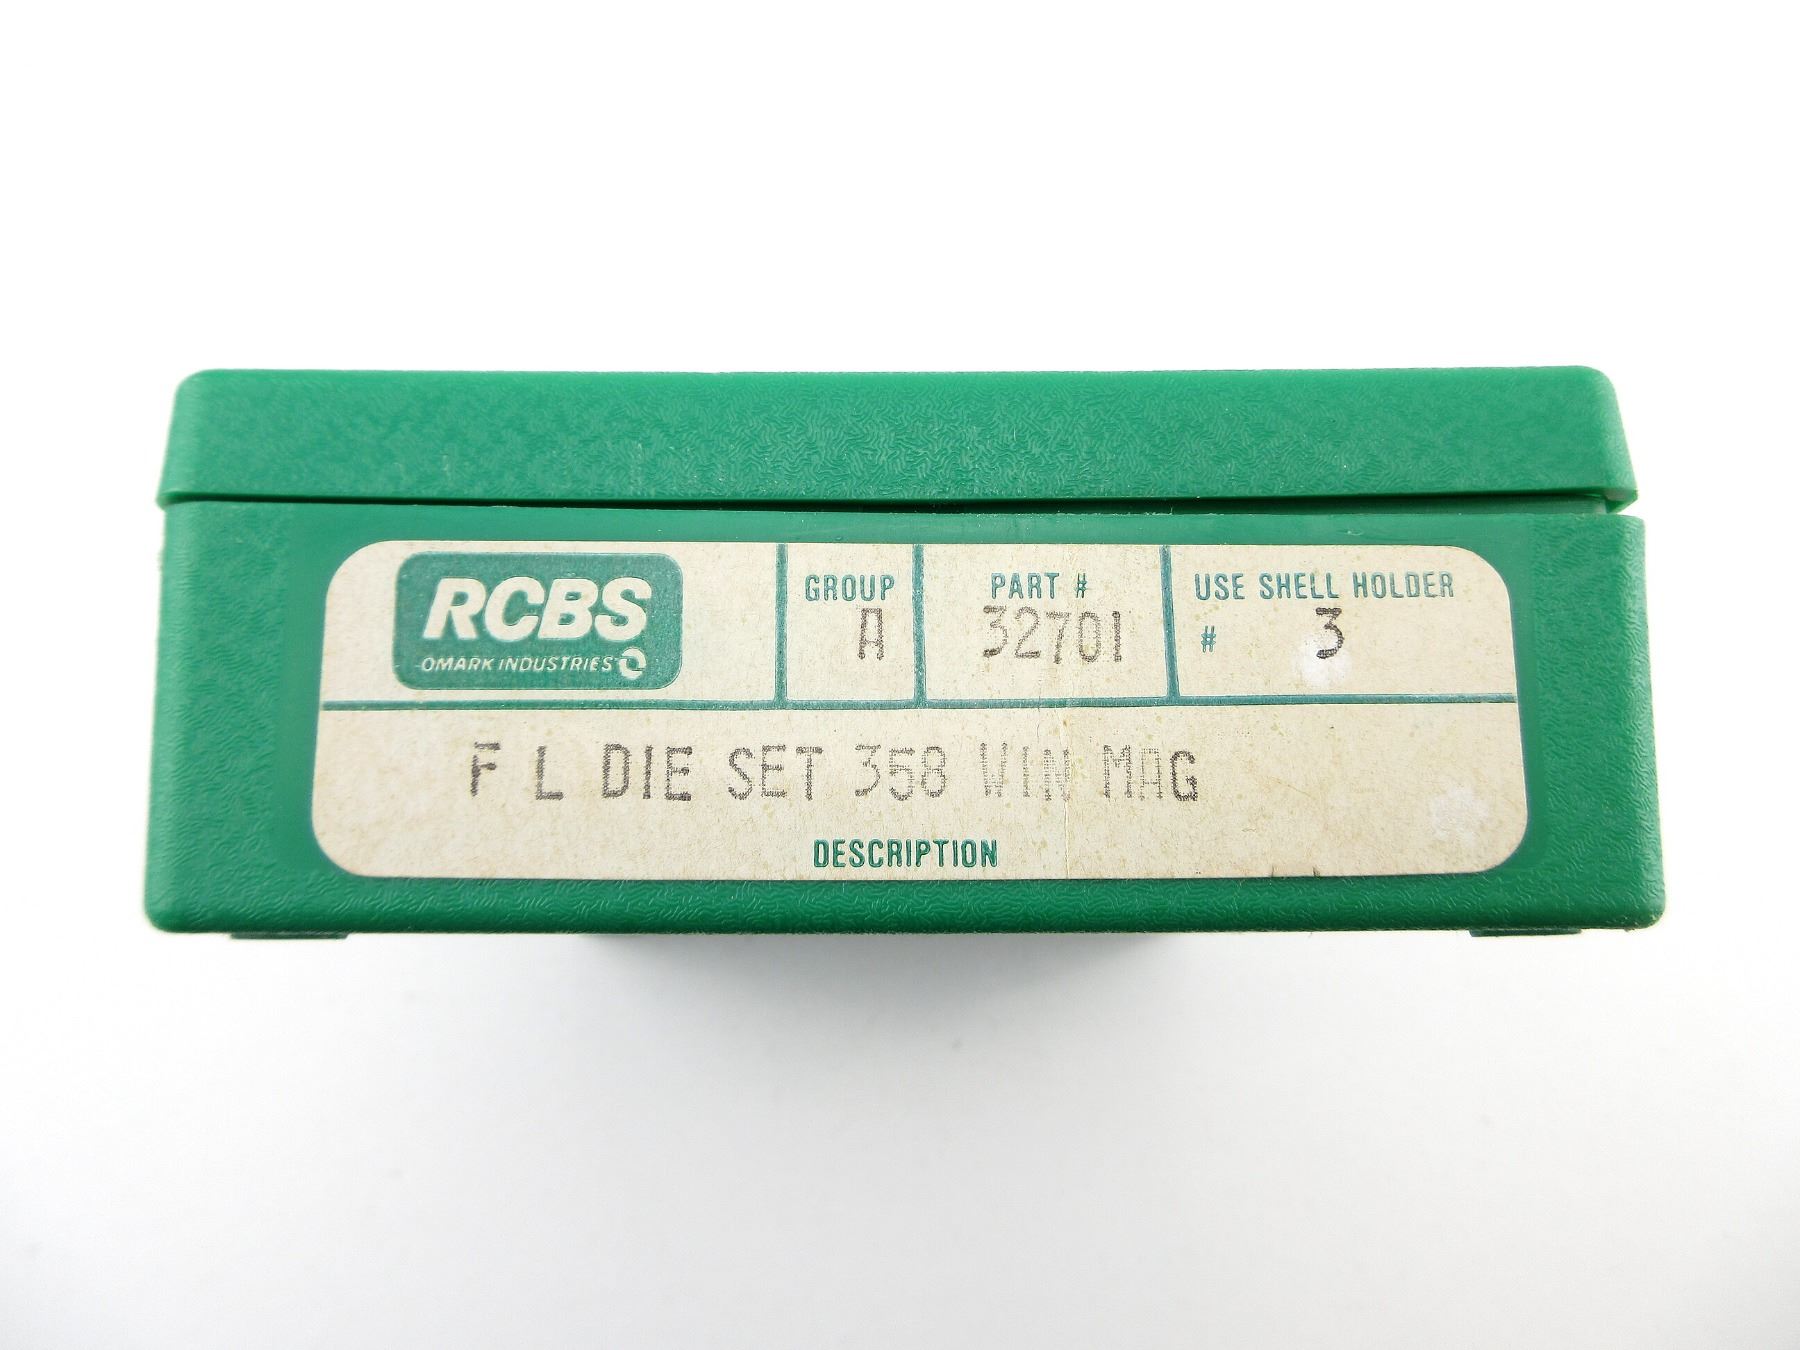 RCBS
OMARK INDUSTRIES
GROUP
A
PART #
32701
USE SHELL HOLDER
# 3
F L DIE SET 358 WIN MAG
DESCRIPTION